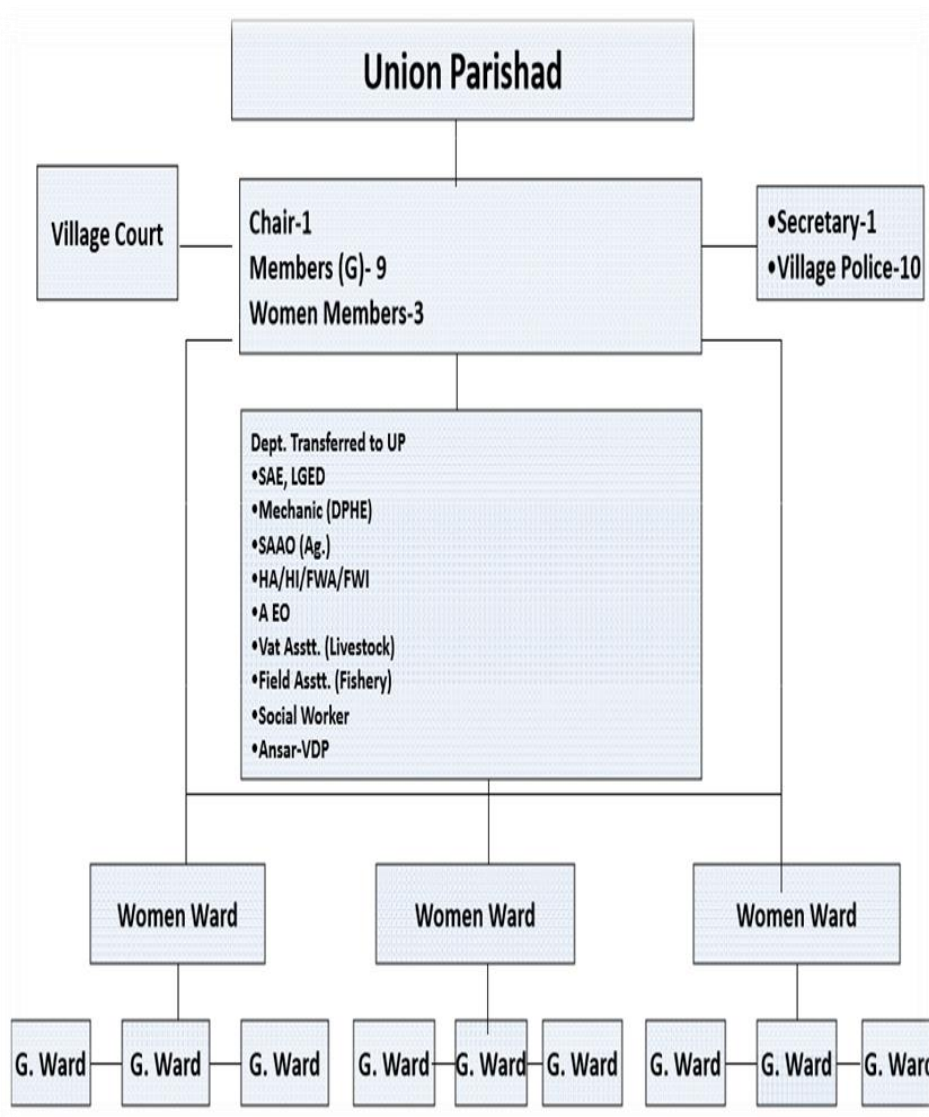 Union Parishad
Village Court
Chair-1
Members (G)- 9
Women Members-3
•Secretary-1
•Village Police-10
Dept. Transferred to UP
•SAE, LGED
•Mechanic (DPHE)
•SAAO (Ag.)
•HA/HI/FWA/FWI
•A EO
•Vat Asstt. (Livestock)
•Field Asstt. (Fishery)
•Social Worker
•Ansar-VDP
Women Ward
Women Ward
Women Ward
G. Ward
G. Ward
G. Ward
G. Ward
G. Ward
G. Ward
G. Ward
G. Ward
G. Ward